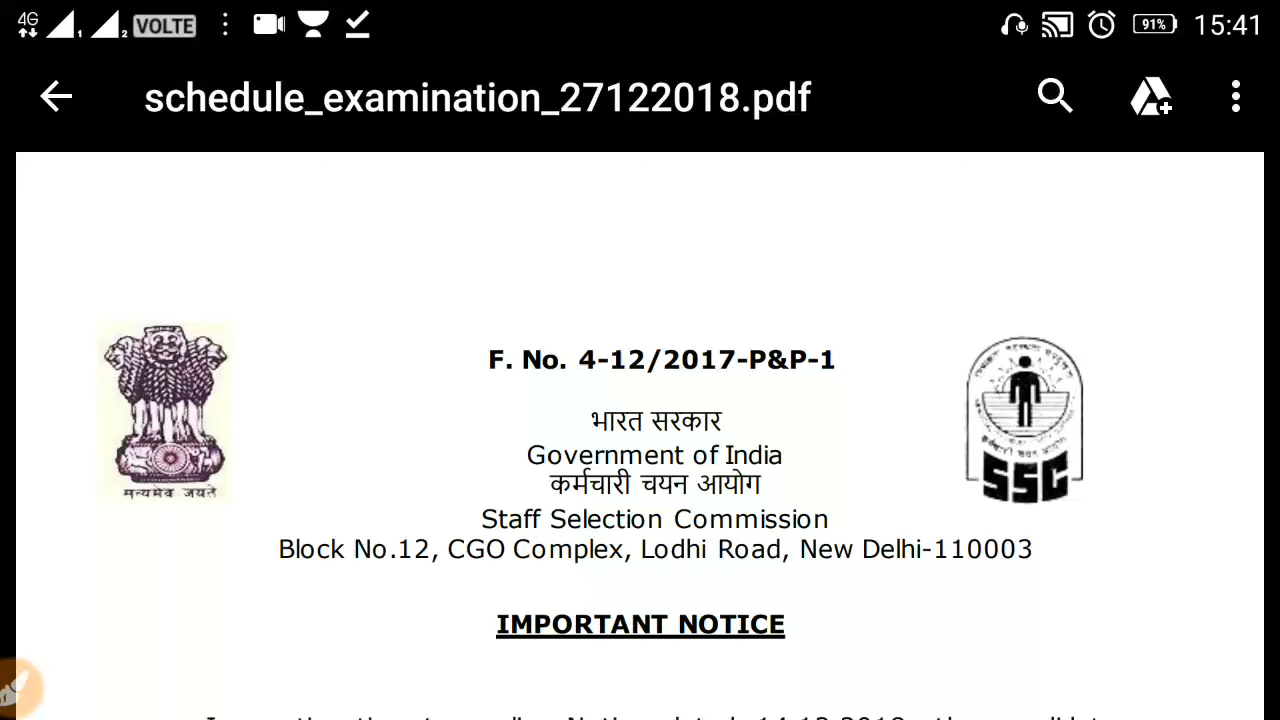 4G 1 2 VOLTE 91% 15:41
schedule_examination_27122018.pdf
F. No. 4-12/2017-P&P-1
भारत सरकार
Government of India
कर्मचारी चयन आयोग
Staff Selection Commission
Block No.12, CGO Complex, Lodhi Road, New Delhi-110003
सत्यमेव जयते
SSC
IMPORTANT NOTICE